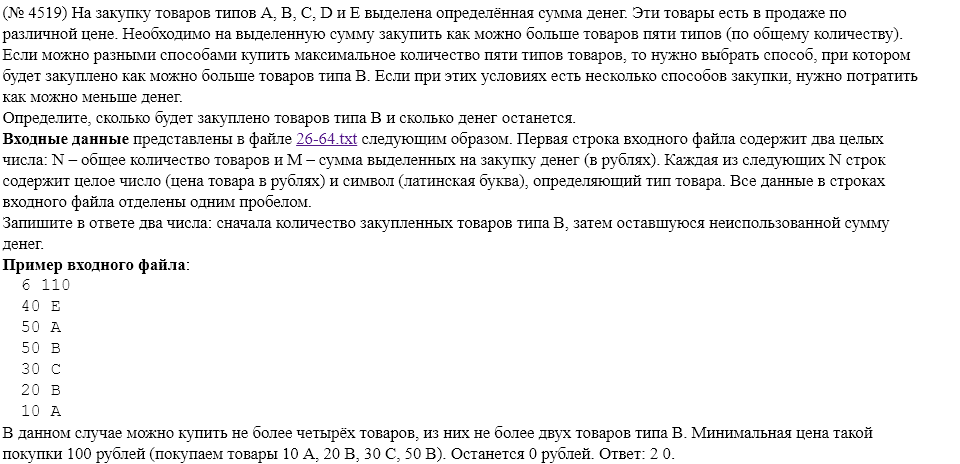 (№ 4519) На закупку товаров типов A, B, C, D и E выделена определённая сумма денег. Эти товары есть в продаже по
различной цене. Необходимо на выделенную сумму закупить как можно больше товаров пяти типов (по общему количеству).
Если можно разными способами купить максимальное количество пяти типов товаров, то нужно выбрать способ, при котором
будет закуплено как можно больше товаров типа B. Если при этих условиях есть несколько способов закупки, нужно потратить
как можно меньше денег.
Определите, сколько будет закуплено товаров типа B и сколько денег останется.
Входные данные представлены в файле 26-64.txt следующим образом. Первая строка входного файла содержит два целых
числа: N – общее количество товаров и M – сумма выделенных на закупку денег (в рублях). Каждая из следующих N строк
содержит целое число (цена товара в рублях) и символ (латинская буква), определяющий тип товара. Все данные в строках
входного файла отделены одним пробелом.
Запишите в ответе два числа: сначала количество закупленных товаров типа B, затем оставшуюся неиспользованной сумму
денег.
Пример входного файла:
6 110
40 E
50 A
50 B
30 C
20 B
10 A
В данном случае можно купить не более четырёх товаров, из них не более двух товаров типа B. Минимальная цена такой
покупки 100 рублей (покупаем товары 10 A, 20 B, 30 C, 50 B). Останется 0 рублей. Ответ: 2 0.